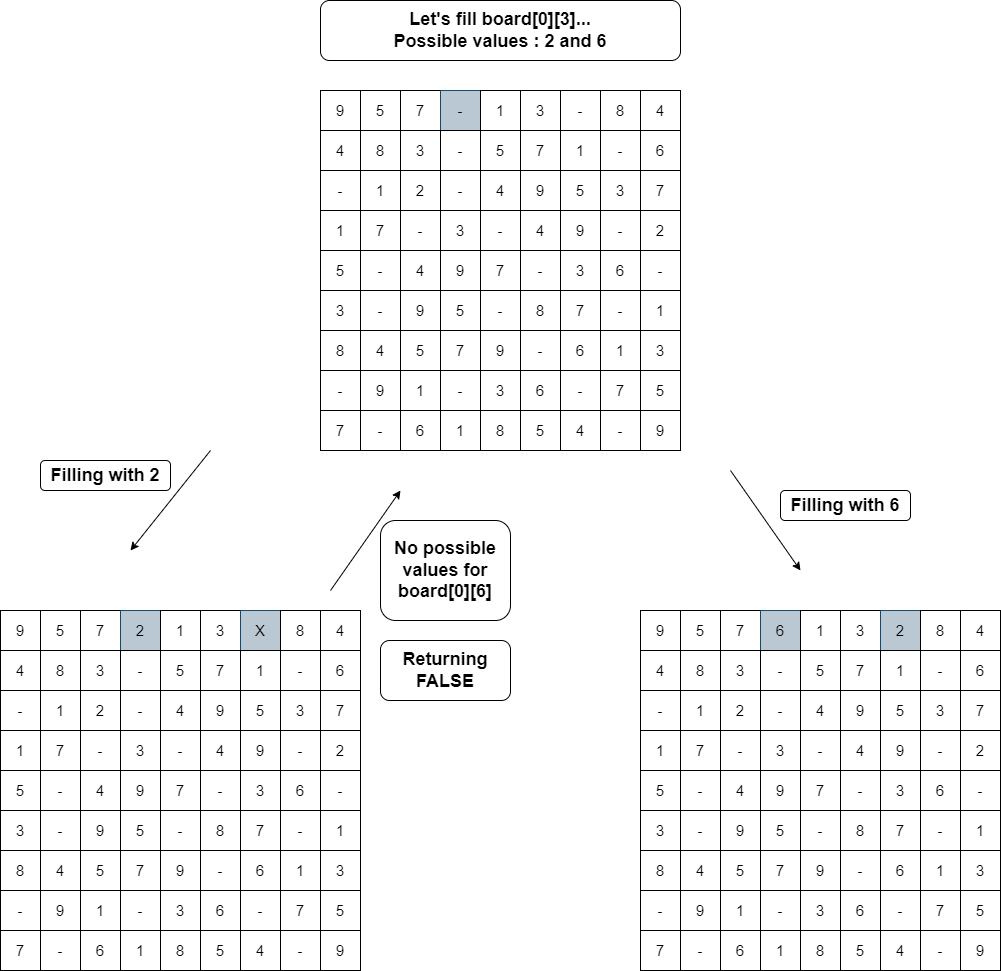 Let's fill board[0][3]...
Possible values : 2 and 6
9 5 7 - 1 3 - 8 4
4 8 3 - 5 7 1 - 6
- 1 2 - 4 9 5 3 7
1 7 - 3 - 4 9 - 2
5 - 4 9 7 - 3 6 -
3 - 9 5 - 8 7 - 1
8 4 5 7 9 - 6 1 3
- 9 1 - 3 6 - 7 5
7 - 6 1 8 5 4 - 9
Filling with 2
Filling with 6
No possible
values for
board[0][6]
Returning
FALSE
9 5 7 2 1 3 X 8 4
4 8 3 - 5 7 1 - 6
- 1 2 - 4 9 5 3 7
1 7 - 3 - 4 9 - 2
5 - 4 9 7 - 3 6 -
3 - 9 5 - 8 7 - 1
8 4 5 7 9 - 6 1 3
- 9 1 - 3 6 - 7 5
7 - 6 1 8 5 4 - 9
9 5 7 6 1 3 2 8 4
4 8 3 - 5 7 1 - 6
- 1 2 - 4 9 5 3 7
1 7 - 3 - 4 9 - 2
5 - 4 9 7 - 3 6 -
3 - 9 5 - 8 7 - 1
8 4 5 7 9 - 6 1 3
- 9 1 - 3 6 - 7 5
7 - 6 1 8 5 4 - 9